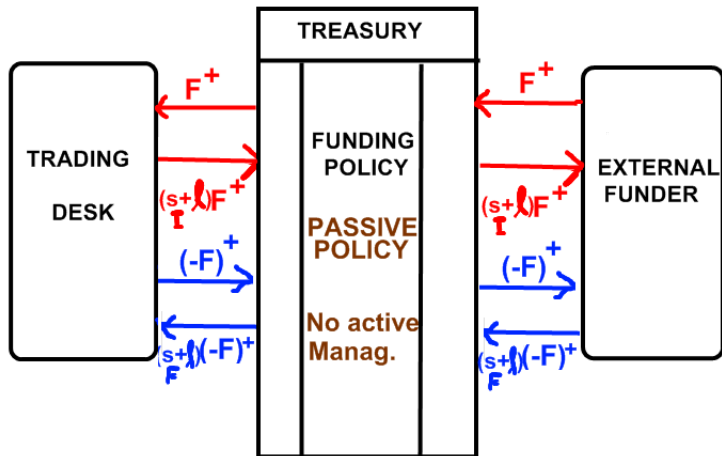 TREASURY
F+
TRADING
DESK
(s+ℓ)F+
I
(-F)+
(s+ℓ)(-F)+
F
FUNDING
POLICY
PASSIVE
POLICY
No active
Manag.
F+
EXTERNAL
FUNDER
(s+ℓ)F+
I
(-F)+
(s+ℓ)(-F)+
F